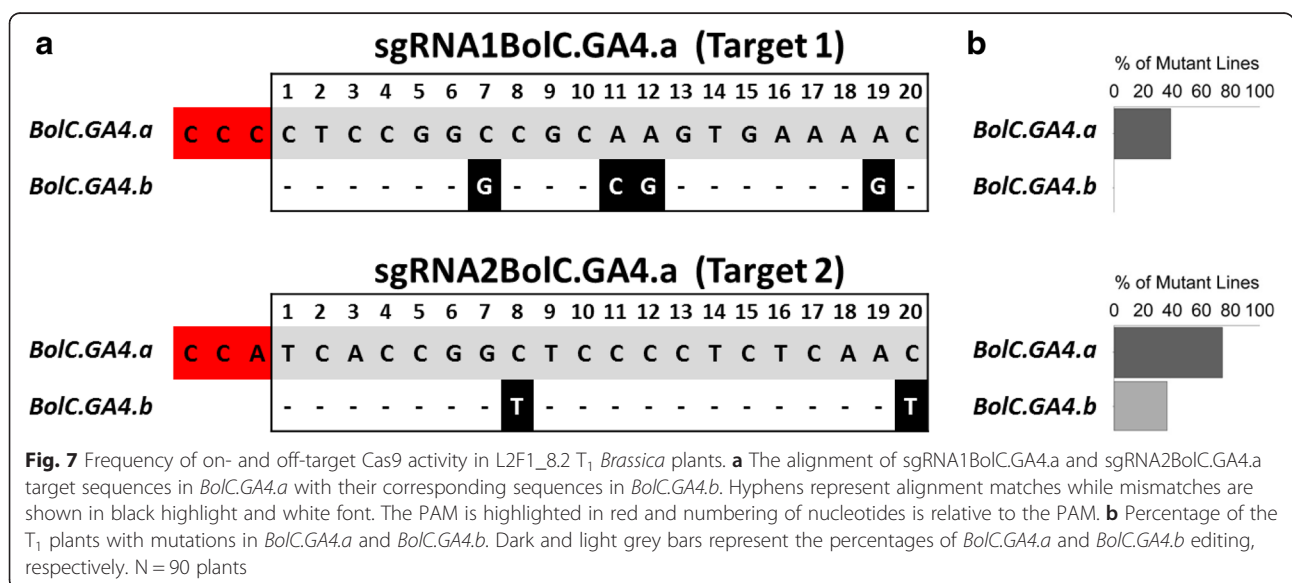 a
sgRNA1BolC.GA4.a (Target 1)
1 2 3 4 5 6 7 8 9 10 11 12 13 14 15 16 17 18 19 20
BolC.GA4.a C C C C T C C G G C C G C A A G T G A A A A C
BolC.GA4.b - - - - - - G - - - C G - - - - - - G -
b
% of Mutant Lines
0 20 40 60 80 100
BolC.GA4.a
BolC.GA4.b
sgRNA2BolC.GA4.a (Target 2)
1 2 3 4 5 6 7 8 9 10 11 12 13 14 15 16 17 18 19 20
BolC.GA4.a C C A T C A C C G G C T C C C C T C T C A A C
BolC.GA4.b - - - - - - - T - - - - - - - - - - - T
% of Mutant Lines
0 20 40 60 80 100
BolC.GA4.a
BolC.GA4.b
Fig. 7 Frequency of on- and off-target Cas9 activity in L2F1_8.2 T₁ Brassica plants. a The alignment of sgRNA1BolC.GA4.a and sgRNA2BolC.GA4.a
target sequences in BolC.GA4.a with their corresponding sequences in BolC.GA4.b. Hyphens represent alignment matches while mismatches are
shown in black highlight and white font. The PAM is highlighted in red and numbering of nucleotides is relative to the PAM. b Percentage of the
T₁ plants with mutations in BolC.GA4.a and BolC.GA4.b. Dark and light grey bars represent the percentages of BolC.GA4.a and BolC.GA4.b editing,
respectively. N = 90 plants